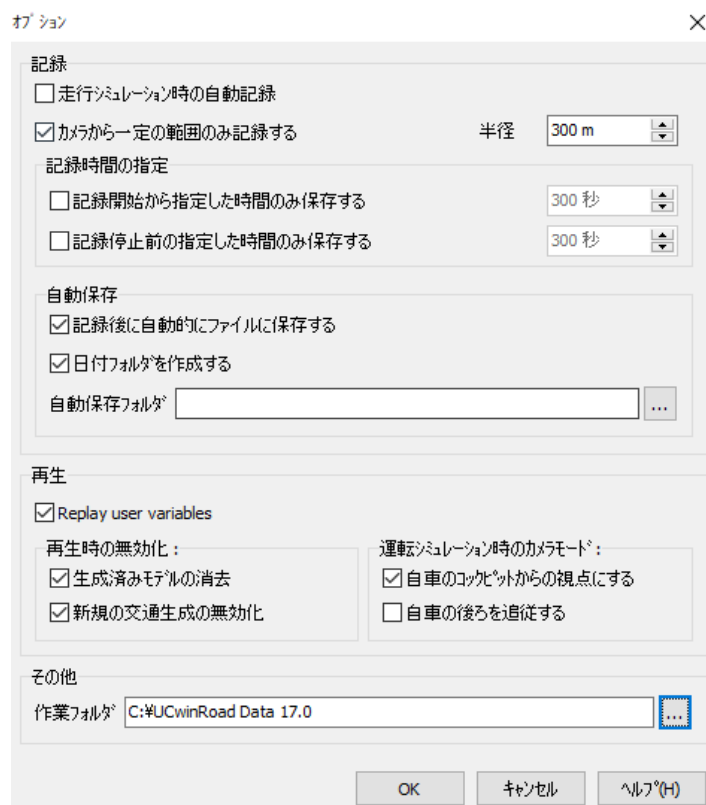 ｵﾌﾟｼｮﾝ
記録
走行ｼﾐｭﾚｰｼｮﾝ時の自動記録
ｶﾒﾗから一定の範囲のみ記録する 半径 300 m
記録時間の指定
記録開始から指定した時間のみ保存する 300 秒
記録停止前の指定した時間のみ保存する 300 秒
自動保存
記録後に自動的にﾌｧｲﾙに保存する
日付ﾌｫﾙﾀﾞを作成する
自動保存ﾌｫﾙﾀﾞ ...
再生
Replay user variables
再生時の無効化：
生成済みﾓﾃﾞﾙの消去
新規の交通生成の無効化
運転ｼﾐｭﾚｰｼｮﾝ時のｶﾒﾗﾓｰﾄﾞ：
自車のｺｯｸﾋﾟｯﾄからの視点にする
自車の後ろを追従する
その他
作業ﾌｫﾙﾀﾞ C:¥UCwinRoad Data 17.0 ...
OK ｷｬﾝｾﾙ ﾍﾙﾌﾟ(H)